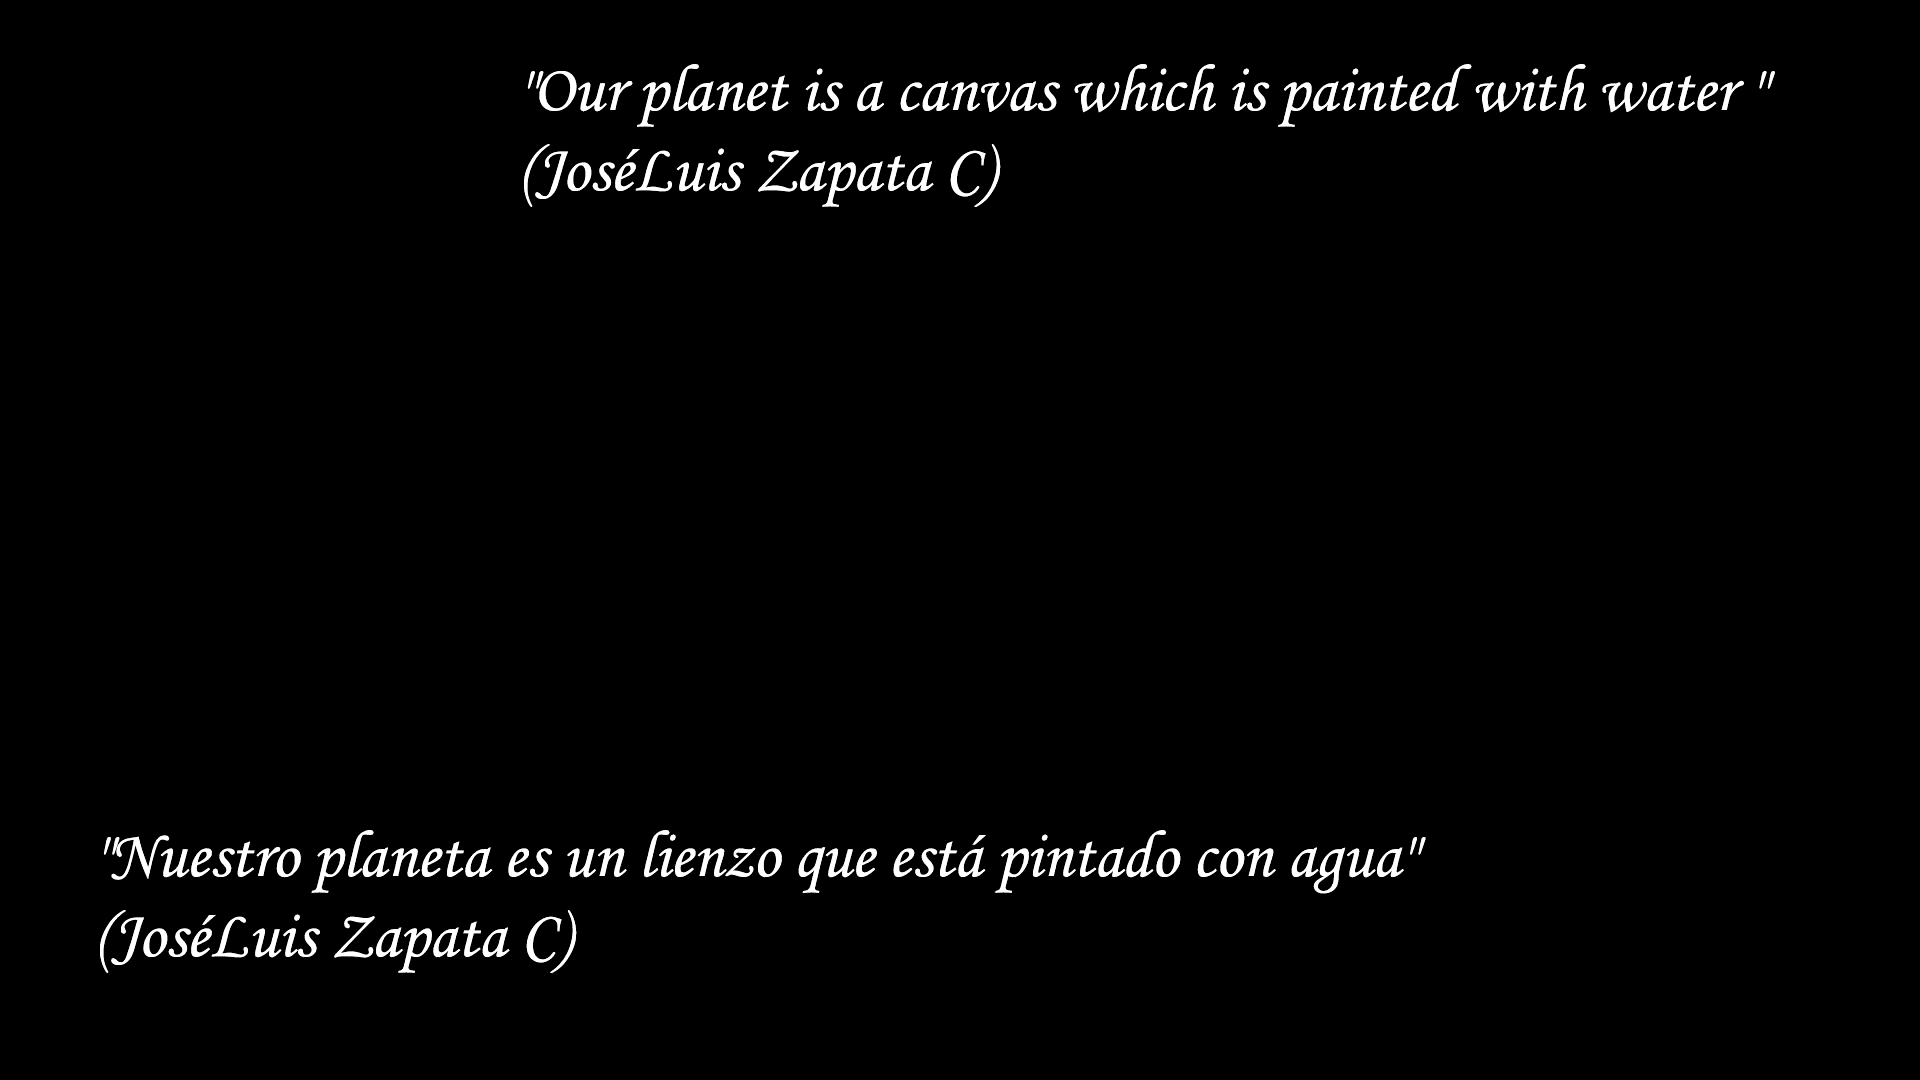 "Our planet is a canvas which is painted with water "
(JoséLuis Zapata C)
"Nuestro planeta es un lienzo que está pintado con agua"
(JoséLuis Zapata C)